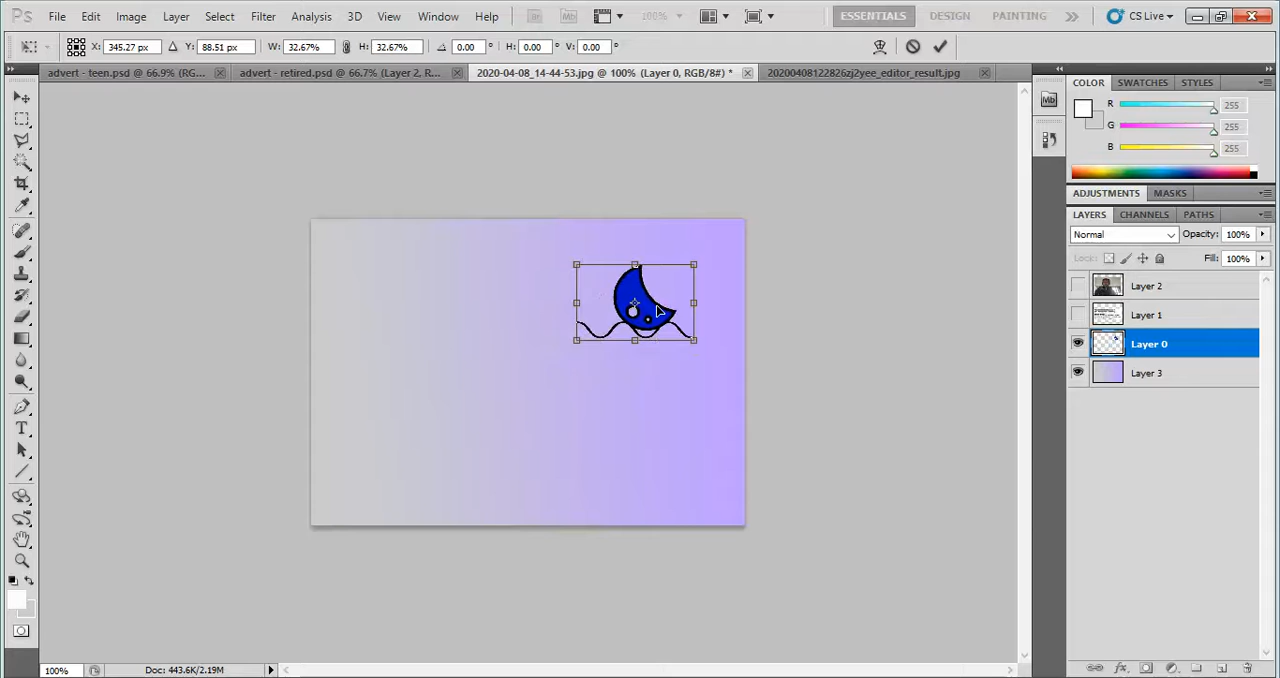 Ps File Edit Image Layer Select Filter Analysis 3D View Window Help Br Mb 100% ESSENTIALS DESIGN PAINTING CS Live
X: 345.27 px Y: 88.51 px W: 32.67% H: 32.67% 0.00 ° H: 0.00 ° V: 0.00 °
advert - teen.psd @ 66.9% (RG... advert - retired.psd @ 66.7% (Layer 2, R... 2020-04-08_14-44-53.jpg @ 100% (Layer 0, RGB/8#) * 20200408122826zj2yee_editor_result.jpg
COLOR SWATCHES STYLES
Mb
R 255
G 255
B 255
ADJUSTMENTS MASKS
LAYERS CHANNELS PATHS
Normal Opacity: 100%
Lock: Fill: 100%
Layer 2
Layer 1
Layer 0
Layer 3
T
100% Doc: 443.6K/2.19M
fx